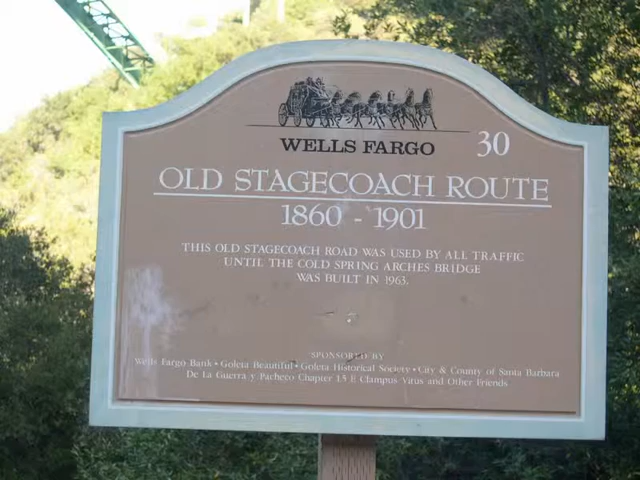 WELLS FARGO
30
OLD STAGECOACH ROUTE
1860 - 1901
THIS OLD STAGECOACH ROAD WAS USED BY ALL TRAFFIC
UNTIL THE COLD SPRING ARCHES BRIDGE
WAS BUILT IN 1963.
SPONSORED BY
Wells Fargo Bank • Goleta Beautiful • Goleta Historical Society • City & County of Santa Barbara
De La Guerra y Pacheco Chapter 1.5 E Clampus Vitus and Other Friends